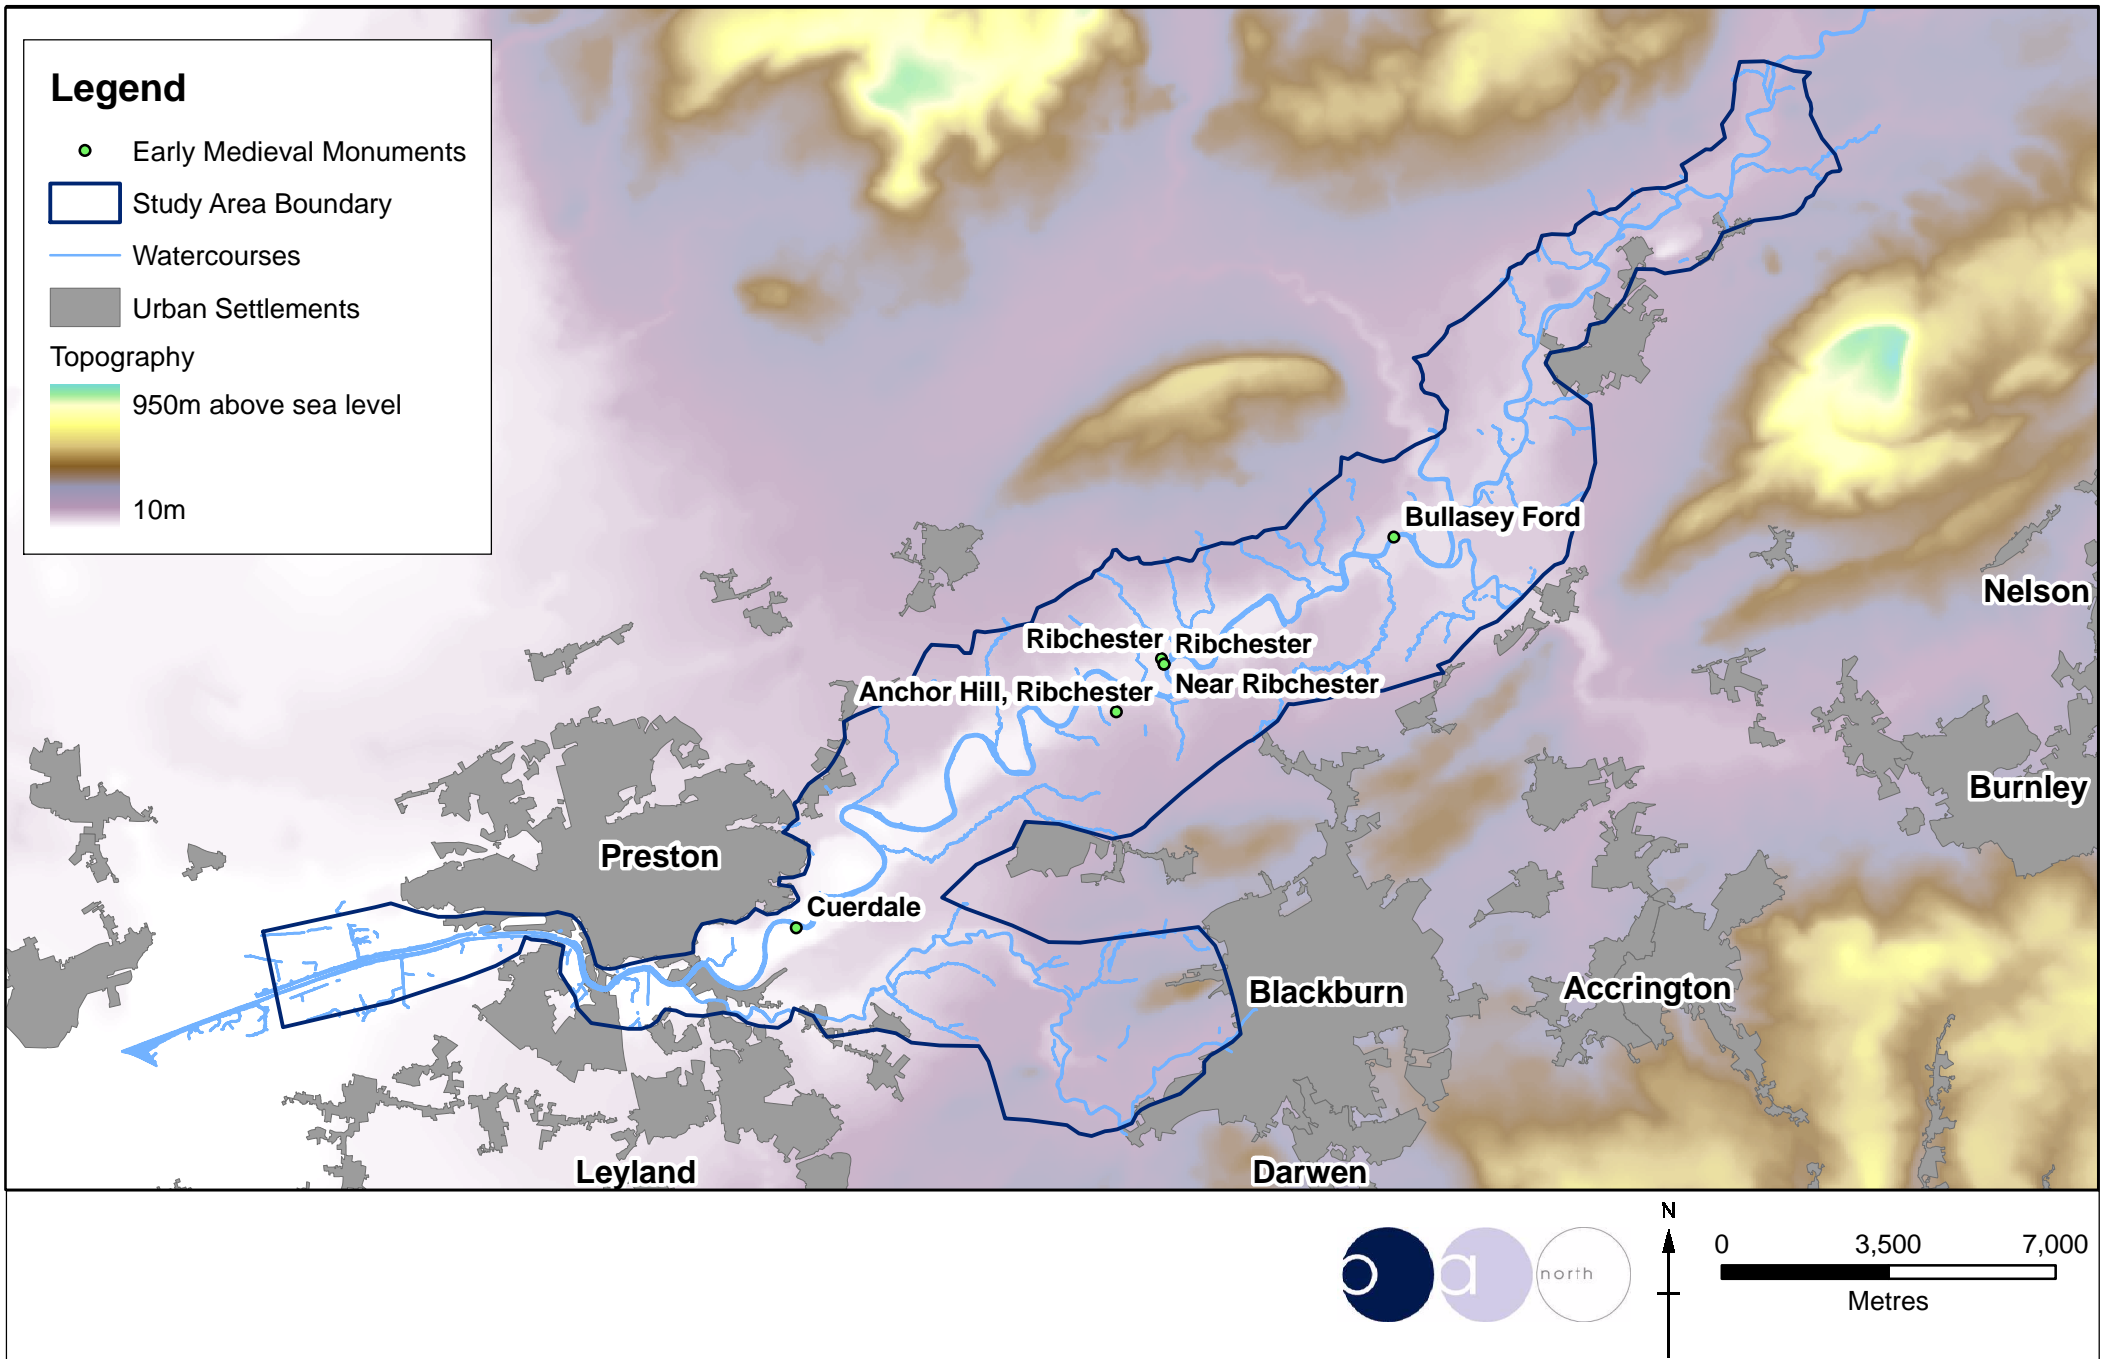 Legend
Early Medieval Monuments
Study Area Boundary
Watercourses
Urban Settlements
Topography
950m above sea level
10m
Bullasey Ford
Nelson
Ribchester
Ribchester
Anchor Hill, Ribchester
Near Ribchester
Burnley
Preston
Cuerdale
Blackburn
Accrington
Leyland
Darwen
oa north
N
0 3,500 7,000
Metres